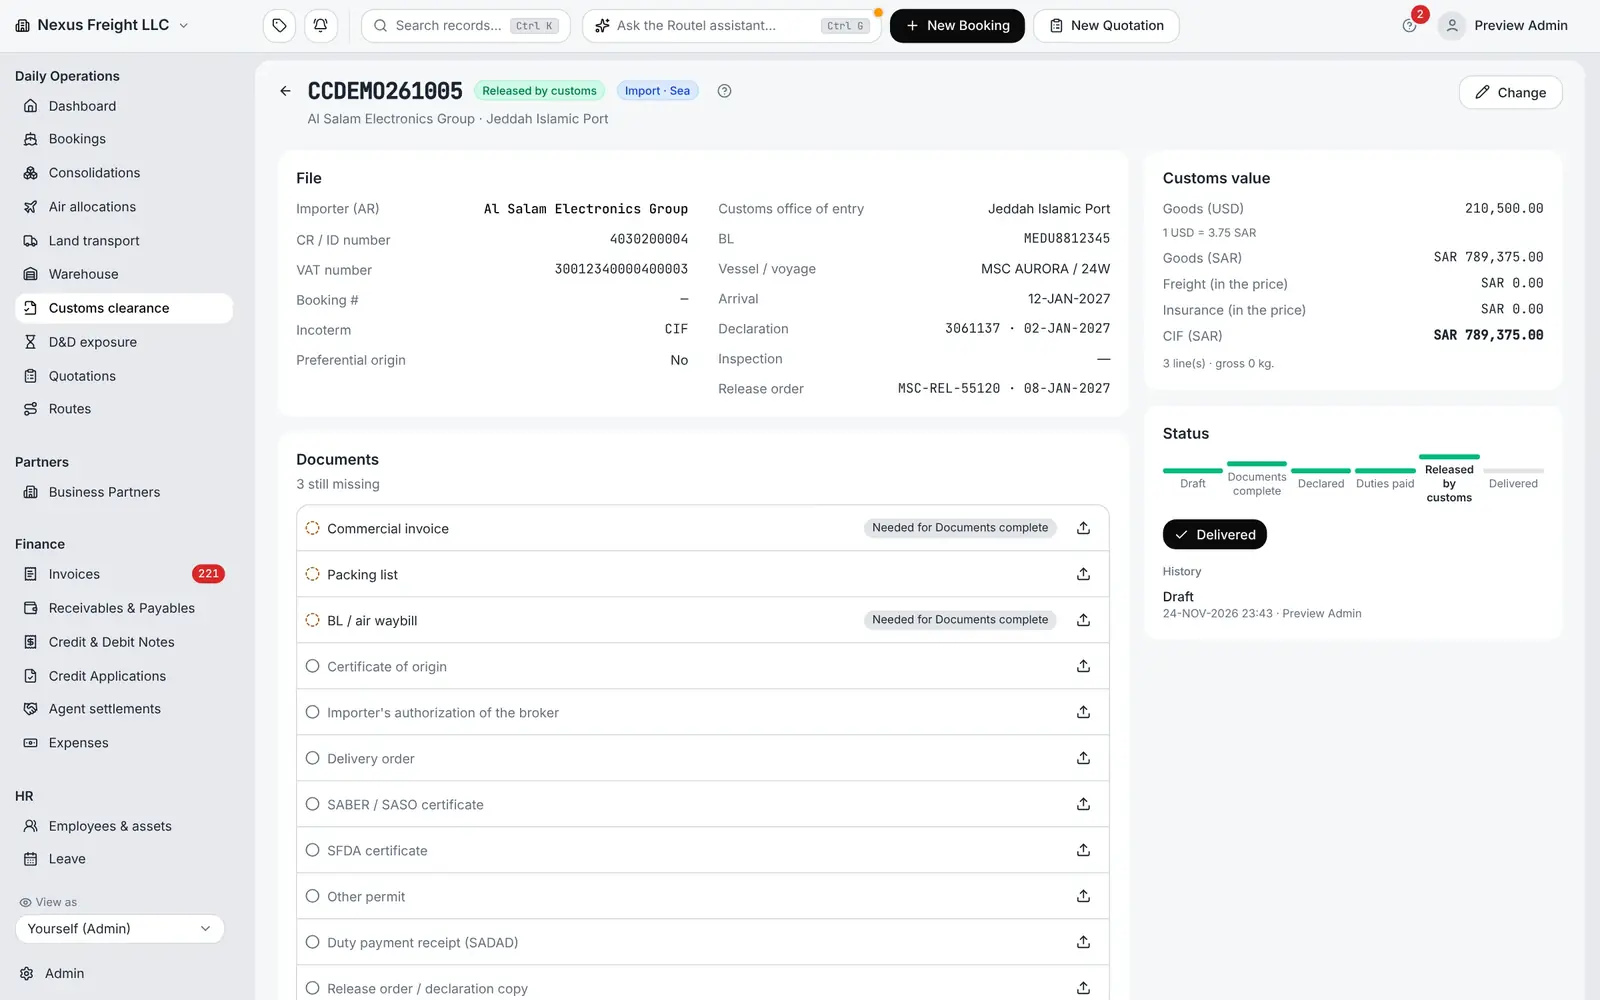 Nexus Freight LLC
Search records... Ctrl K
Ask the Routel assistant... Ctrl G
New Booking
New Quotation
2
Preview Admin
Daily Operations
Dashboard
Bookings
Consolidations
Air allocations
Land transport
Warehouse
Customs clearance
D&D exposure
Quotations
Routes
Partners
Business Partners
Finance
Invoices 221
Receivables & Payables
Credit & Debit Notes
Credit Applications
Agent settlements
Expenses
HR
Employees & assets
Leave
View as
Yourself (Admin)
Admin
CCDEMO261005 Released by customs Import · Sea
Al Salam Electronics Group · Jeddah Islamic Port
Change
File
Importer (AR) Al Salam Electronics Group
CR / ID number 4030200004
VAT number 30012340000400003
Booking # —
Incoterm CIF
Preferential origin No
Customs office of entry Jeddah Islamic Port
BL MEDU8812345
Vessel / voyage MSC AURORA / 24W
Arrival 12-JAN-2027
Declaration 3061137 · 02-JAN-2027
Inspection —
Release order MSC-REL-55120 · 08-JAN-2027
Documents
3 still missing
Commercial invoice Needed for Documents complete
Packing list
BL / air waybill Needed for Documents complete
Certificate of origin
Importer's authorization of the broker
Delivery order
SABER / SASO certificate
SFDA certificate
Other permit
Duty payment receipt (SADAD)
Release order / declaration copy
Customs value
Goods (USD) 210,500.00
1 USD = 3.75 SAR
Goods (SAR) SAR 789,375.00
Freight (in the price) SAR 0.00
Insurance (in the price) SAR 0.00
CIF (SAR) SAR 789,375.00
3 line(s) · gross 0 kg.
Status
Draft
Documents complete
Declared
Duties paid
Released by customs
Delivered
Delivered
History
Draft
24-NOV-2026 23:43 · Preview Admin